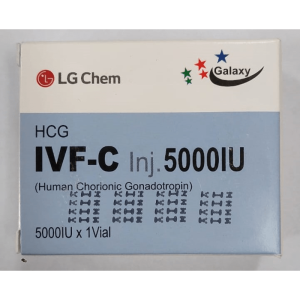 LG Chem
Galaxy
HCG
IVF-C Inj. 5000IU
(Human Chorionic Gonadotropin)
5000IU x 1Vial